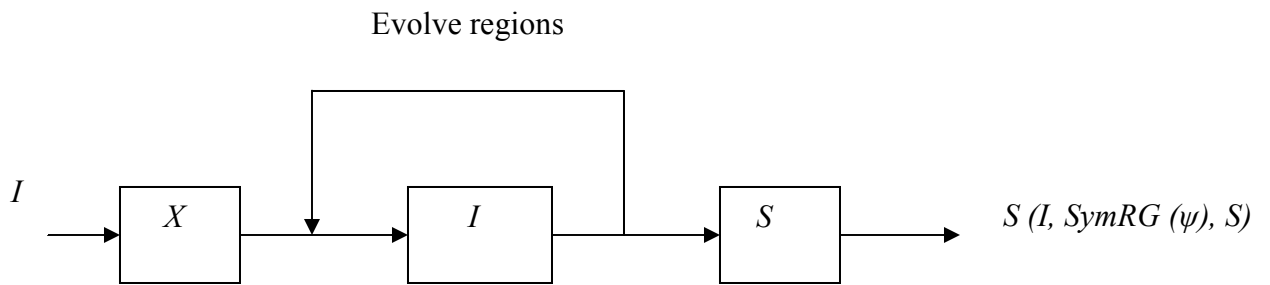 Evolve regions
I
X
I
S
S (I, SymRG (ψ), S)